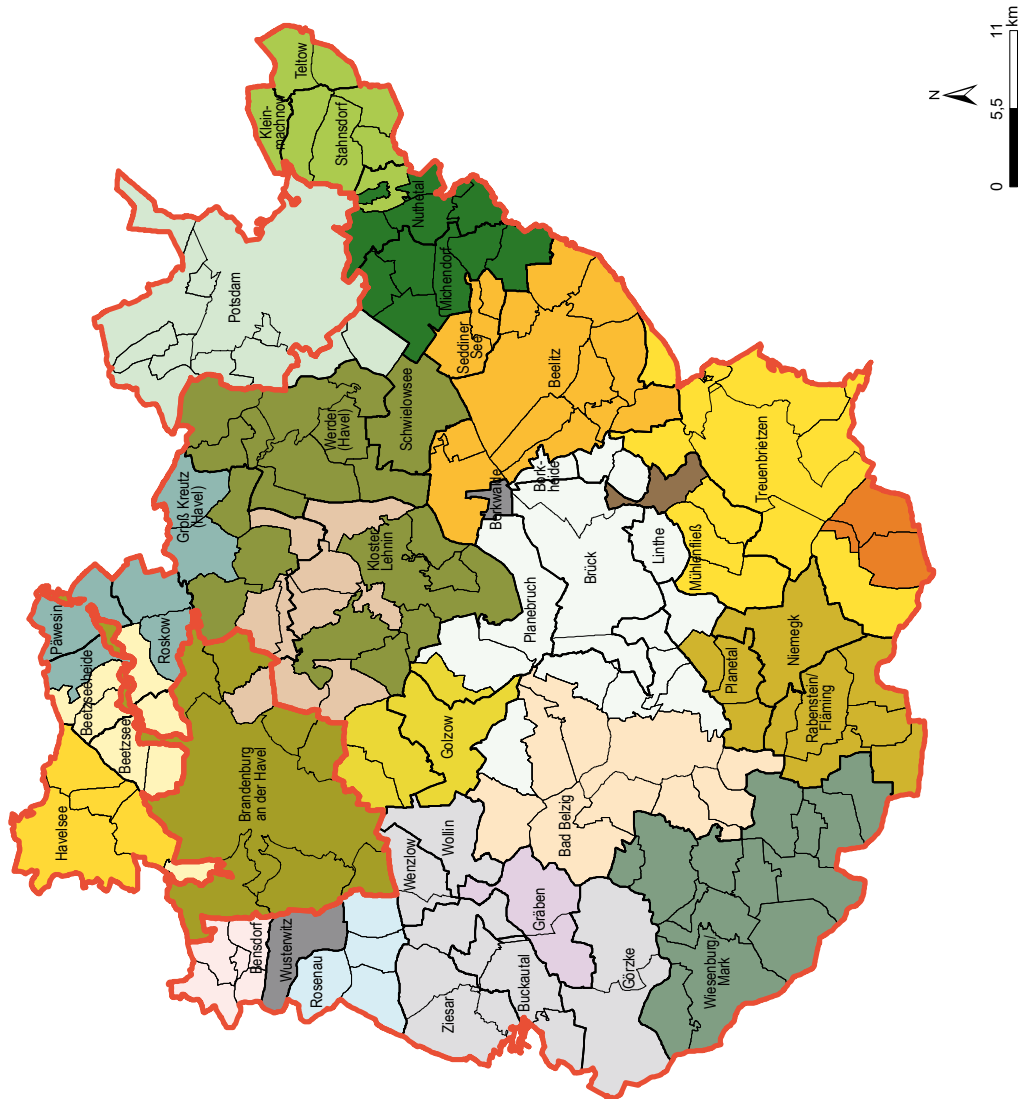 Teltow
Klein-
machnow
Stahnsdorf
Nuthetal
Potsdam
Michendorf
Seddiner
See
Beelitz
Werder
(Havel)
Schwielowsee
Groß Kreutz
(Havel)
Kloster
Lehnin
Borkwalde
Bork-
heide
Treuenbrietzen
Linthe
Mühlenfließ
Brück
Planebruch
Päwesin
Roskow
Beetzseeheide
Beetzsee
Havelsee
Brandenburg
an der Havel
Golzow
Planetal
Niemegk
Rabenstein/
Fläming
Bad Belzig
Wollin
Wenzlow
Gräben
Bensdorf
Wusterwitz
Rosenau
Ziesar
Buckautal
Görzke
Wiesenburg/
Mark
N
0
5,5
11
km